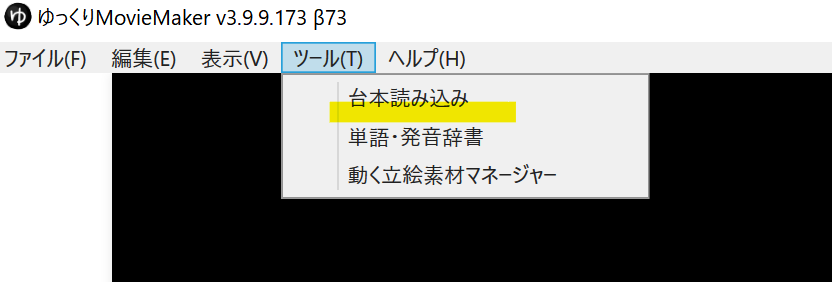 ゆ ゆっくりMovieMaker v3.9.9.173 β73
ファイル(F) 編集(E) 表示(V) ツール(T) ヘルプ(H)
台本読み込み
単語・発音辞書
動く立絵素材マネージャー